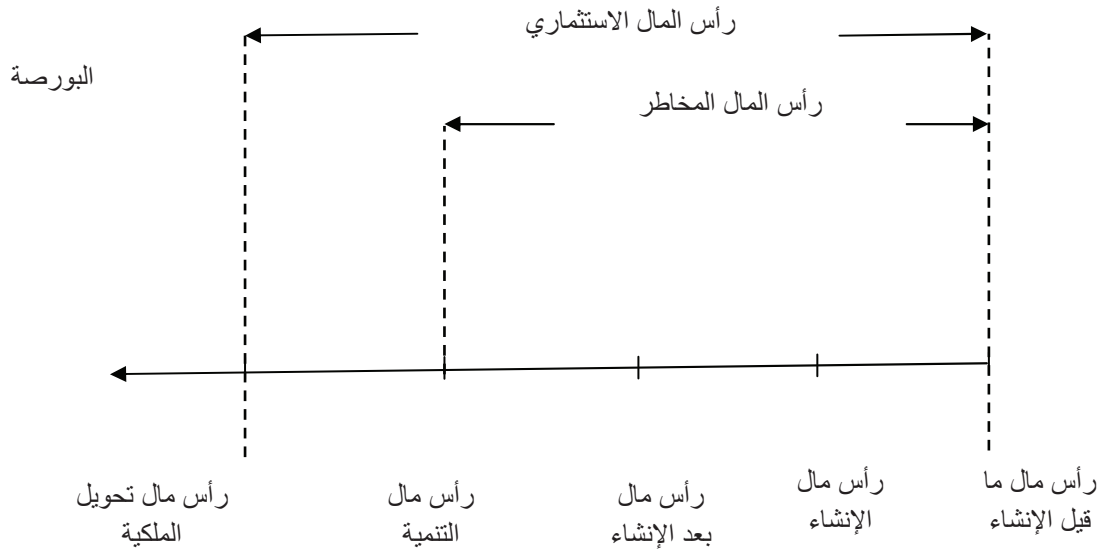 رأس المال الاستثماري
البورصة
رأس المال المخاطر
رأس مال ما
قيل الإنشاء
رأس مال
الإنشاء
رأس مال
بعد الإنشاء
رأس مال
التنمية
رأس مال تحويل
الملكية